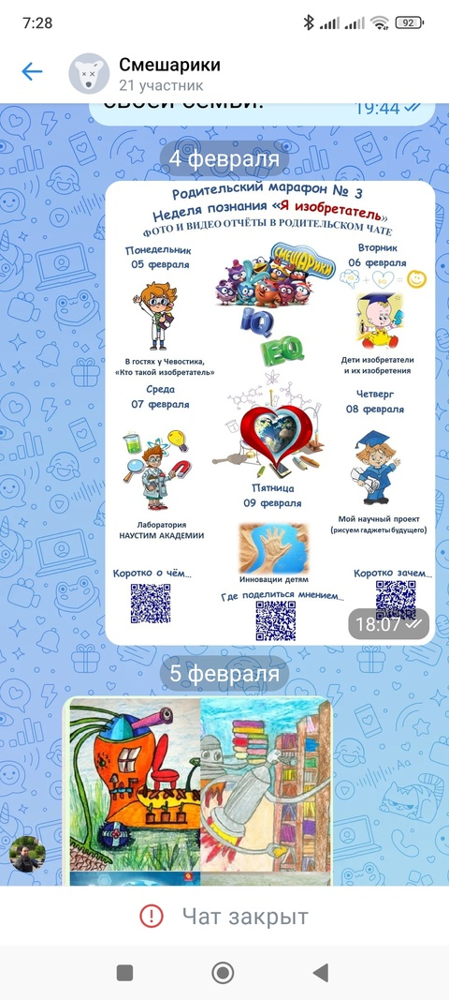 7:28
92
Смешарики
21 участник
своей семьи.
19:44
4 февраля
Родительский марафон № 3
Неделя познания «Я изобретатель»
ФОТО И ВИДЕО ОТЧЁТЫ В РОДИТЕЛЬСКОМ ЧАТЕ
Понедельник
05 февраля
СМЕШАРИКИ
Вторник
06 февраля
IQ
EQ
В гостях у Чевостика,
«Кто такой изобретатель»
Дети изобретатели
и их изобретения
Среда
07 февраля
Четверг
08 февраля
Пятница
09 февраля
Лаборатория
НАУСТИМ АКАДЕМИИ
Мой научный проект
(рисуем гаджеты будущего)
Инновации детям
Коротко о чём...
Где поделиться мнением...
Коротко зачем...
18:07
5 февраля
Чат закрыт